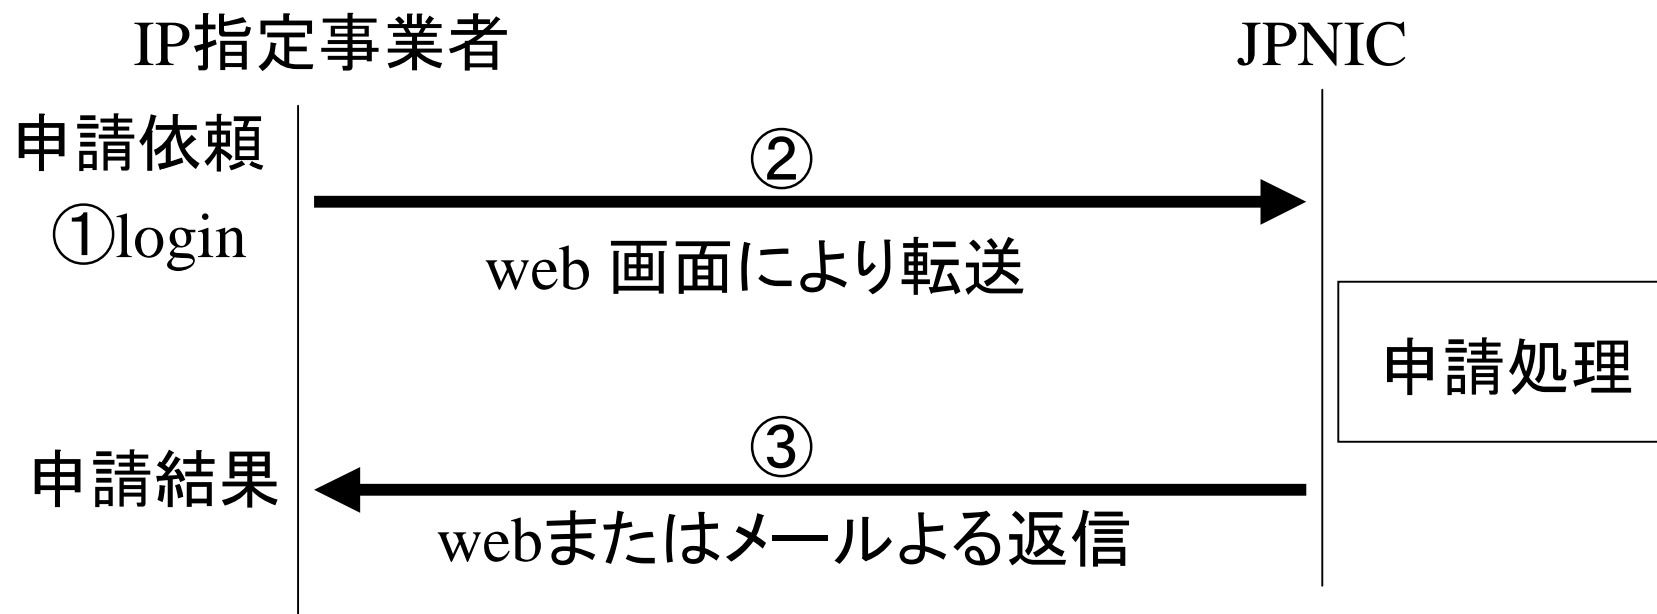 IP指定事業者
JPNIC
申請依頼
②
①login
web 画面により転送
申請処理
③
申請結果
webまたはメールよる返信